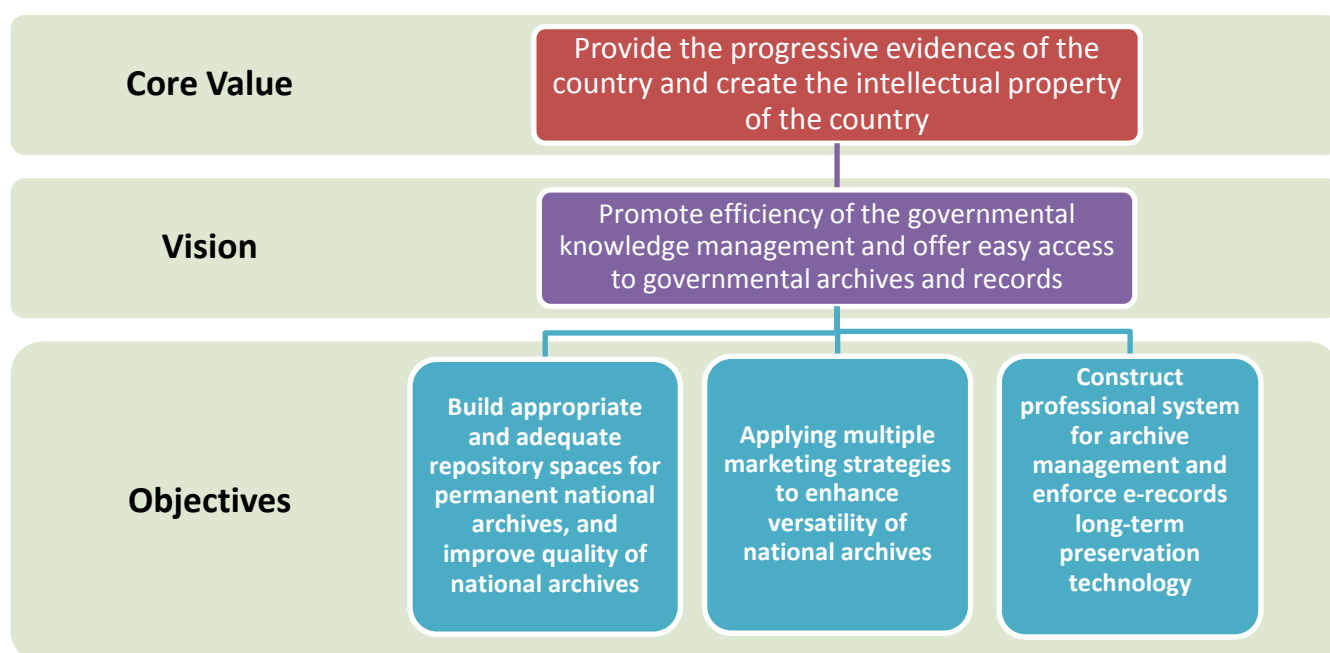 Core Value
Provide the progressive evidences of the
country and create the intellectual property
of the country
Vision
Promote efficiency of the governmental
knowledge management and offer easy access
to governmental archives and records
Objectives
Build appropriate
and adequate
repository spaces for
permanent national
archives, and
improve quality of
national archives
Applying multiple
marketing strategies
to enhance
versatility of
national archives
Construct
professional system
for archive
management and
enforce e-records
long-term
preservation
technology